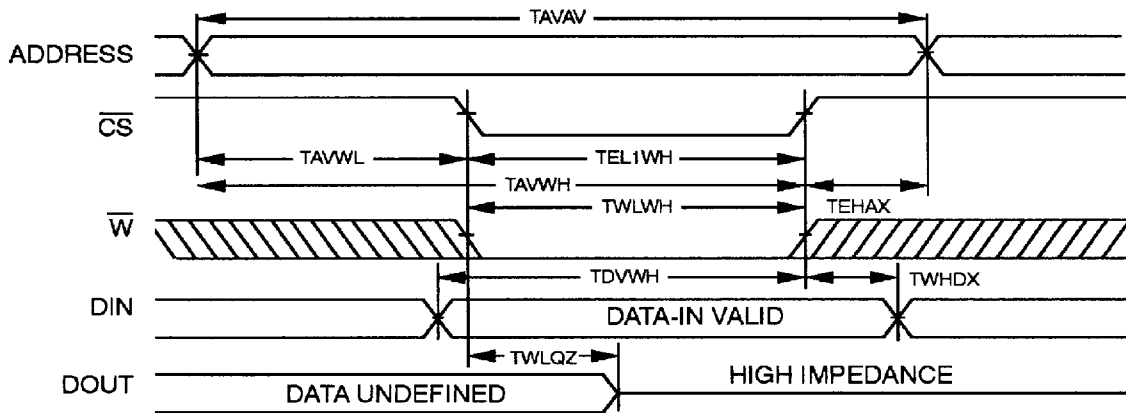 TAVAV
ADDRESS
CS
TAVWL
TEL1WH
TAVWH
TWLWH
TEHAX
W
TDVWH
TWHDX
DIN
DATA-IN VALID
TWLQZ
DOUT
DATA UNDEFINED
HIGH IMPEDANCE